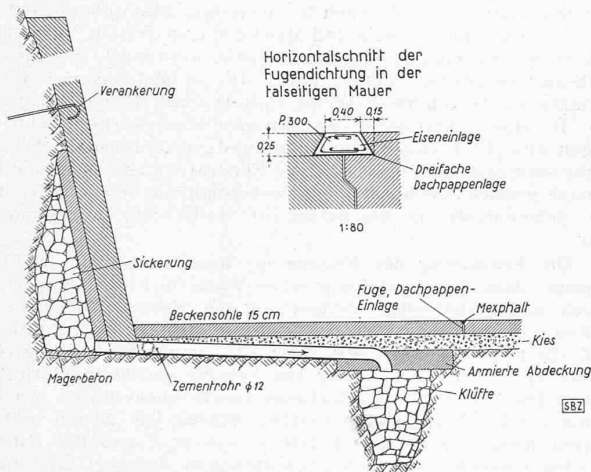 Horizontalschnitt der
Fugendichtung in der
talseitigen Mauer
Verankerung
P.300
0,40
0,15
0,25
Eiseneinlage
Dreifache
Dachpappenlage
1:80
Sickerung
Fuge, Dachpappen-
Einlage
Mexphalt
Beckensohle 15 cm
Kies
Magerbeton
Zementrohr φ12
Armierte Abdeckung
Klüfte
SBZ